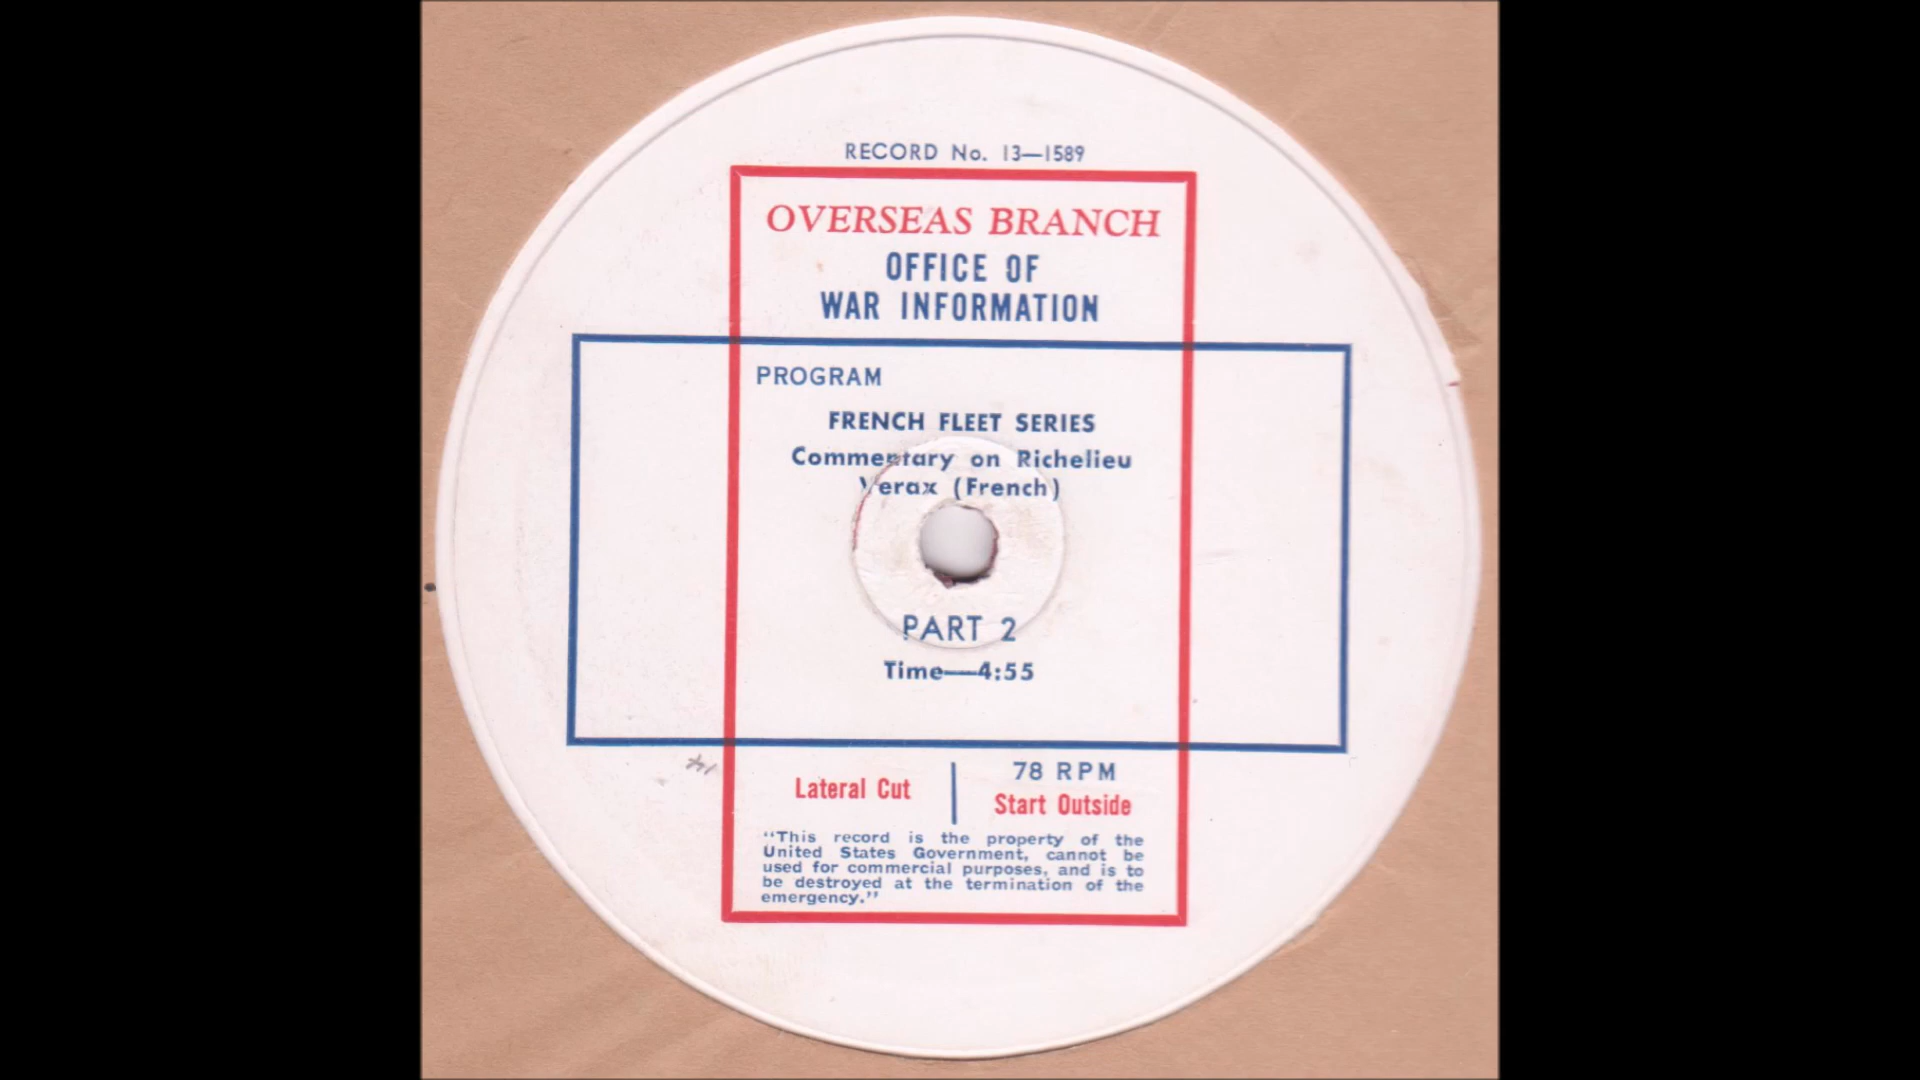 RECORD No. 13—1589
OVERSEAS BRANCH
OFFICE OF
WAR INFORMATION
PROGRAM
FRENCH FLEET SERIES
Commentary on Richelieu
Verax (French)
PART 2
Time—4:55
Lateral Cut
78 RPM
Start Outside
"This record is the property of the
United States Government, cannot be
used for commercial purposes, and is to
be destroyed at the termination of the
emergency."